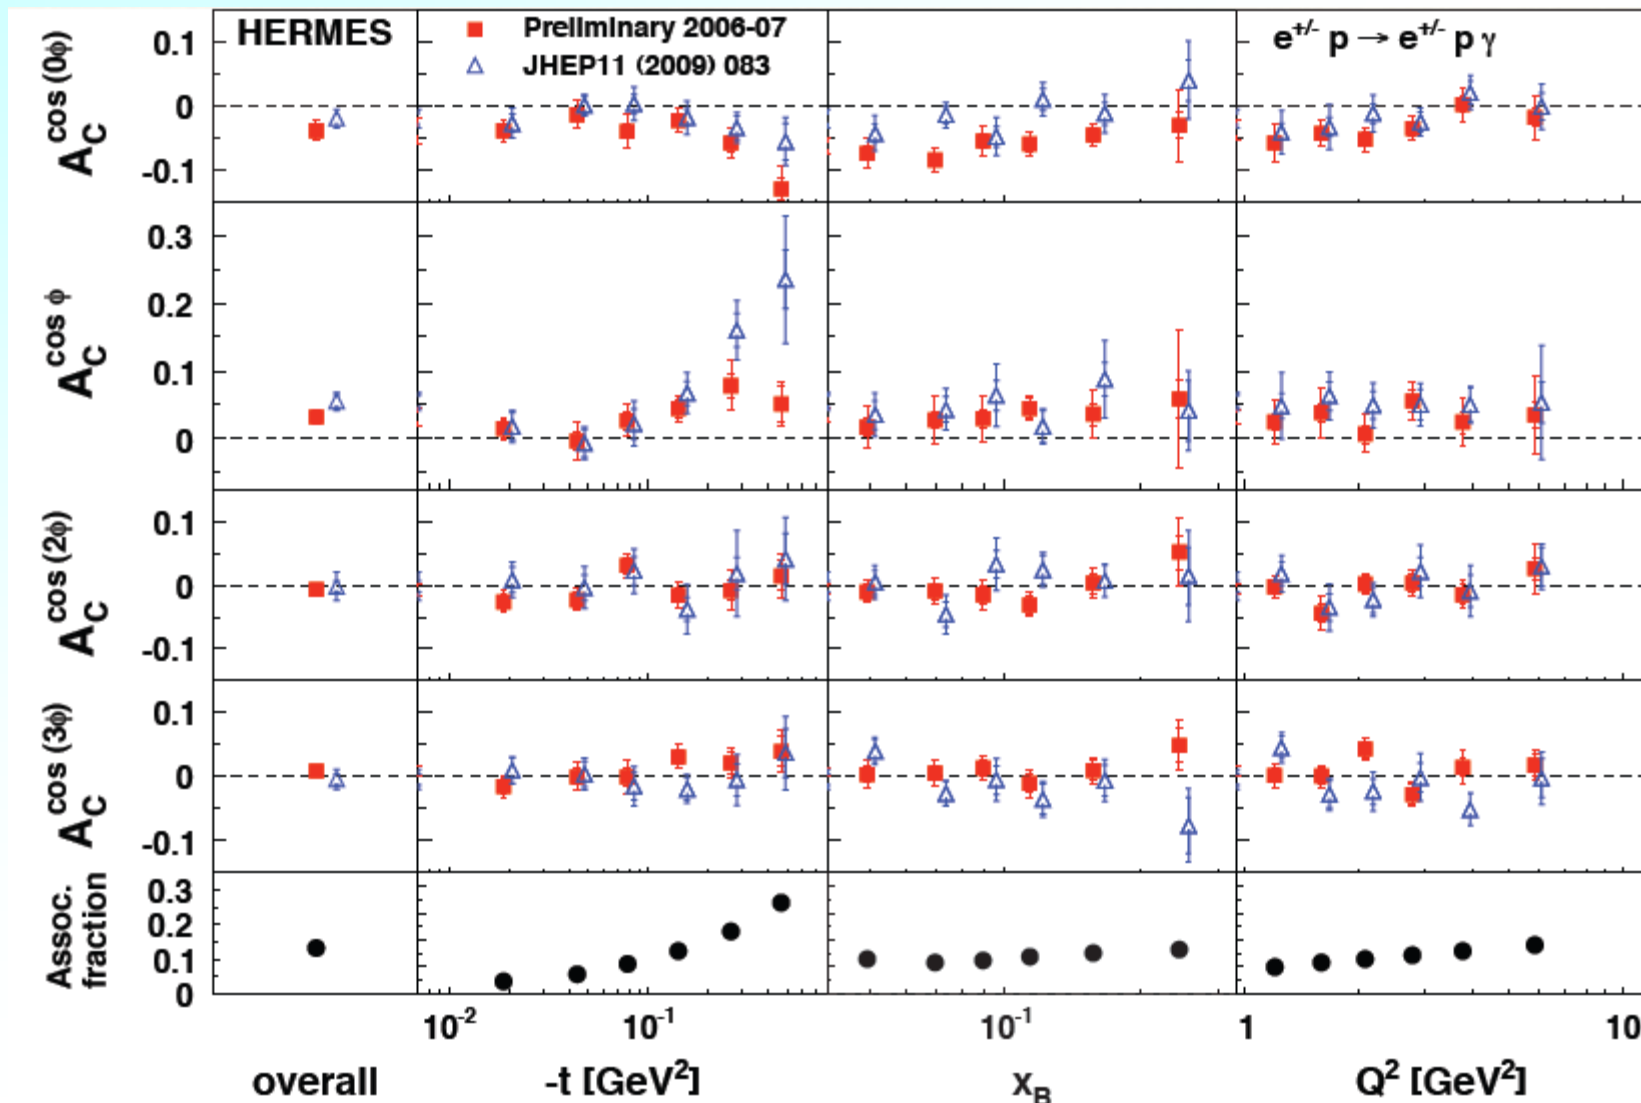 HERMES
Preliminary 2006-07
JHEP11 (2009) 083
e+/- p → e+/- p γ
A_C^cos (0φ)
0.1
0
-0.1
A_C^cos φ
0.3
0.2
0.1
0
A_C^cos (2φ)
0.1
0
-0.1
A_C^cos (3φ)
0.1
0
-0.1
Assoc.
fraction
0.3
0.2
0.1
0
10-2 10-1 10-1 1 10
overall -t [GeV2] xB Q2 [GeV2]